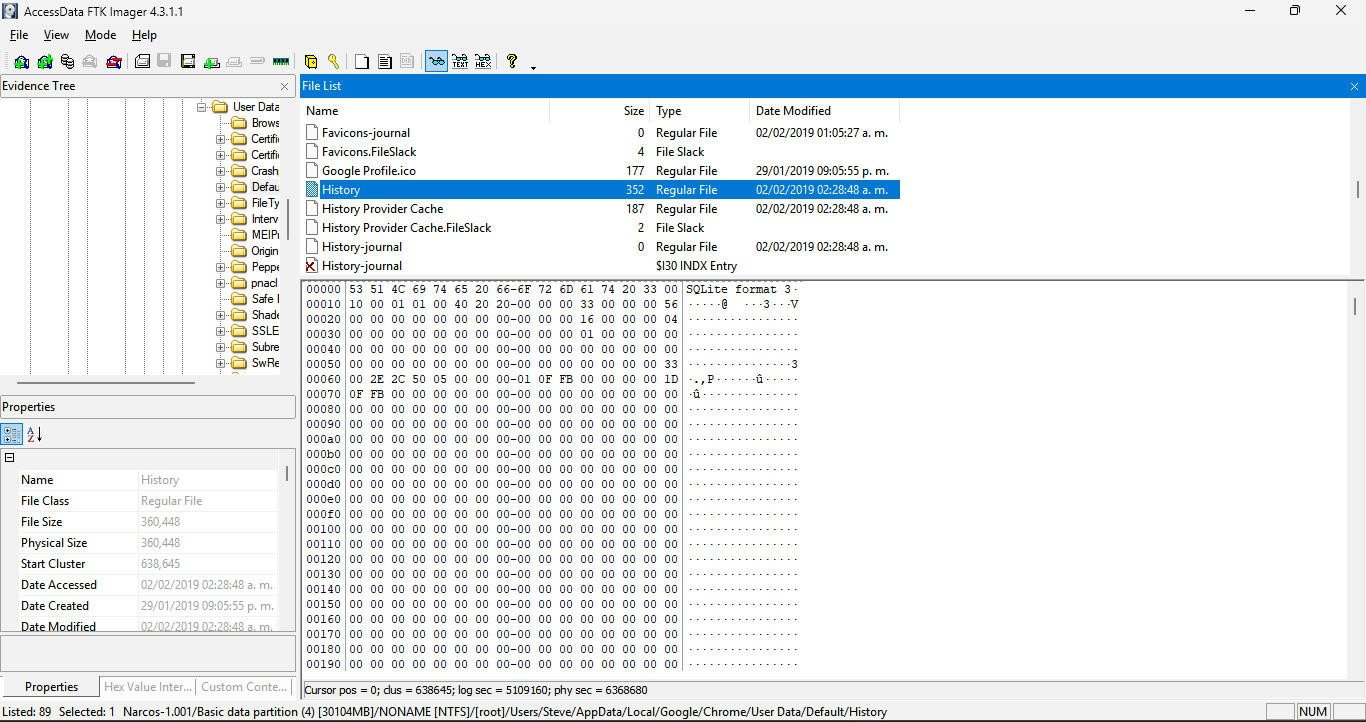 AccessData FTK Imager 4.3.1.1
File View Mode Help
TEXT HEX DIR ?
Evidence Tree
User Data
Brows
Certifi
Certifi
Crash
Defau
FileTy
Interv
MEIPr
Origin
Peppe
pnacl
Safe I
Shade
SSLE
Subre
SwRe
File List
Name Size Type Date Modified
Favicons-journal 0 Regular File 02/02/2019 01:05:27 a. m.
Favicons.FileSlack 4 File Slack
Google Profile.ico 177 Regular File 29/01/2019 09:05:55 p. m.
History 352 Regular File 02/02/2019 02:28:48 a. m.
History Provider Cache 187 Regular File 02/02/2019 02:28:48 a. m.
History Provider Cache.FileSlack 2 File Slack
History-journal 0 Regular File 02/02/2019 02:28:48 a. m.
History-journal $I30 INDX Entry
00000 53 51 4C 69 74 65 20 66-6F 72 6D 61 74 20 33 00 SQLite format 3·
00010 10 00 01 01 00 40 20 20-00 00 00 33 00 00 00 56 ·····@  ···3···V
00020 00 00 00 00 00 00 00 00-00 00 00 16 00 00 00 04 ················
00030 00 00 00 00 00 00 00 00-00 00 00 01 00 00 00 00 ················
00040 00 00 00 00 00 00 00 00-00 00 00 00 00 00 00 00 ················
00050 00 00 00 00 00 00 00 00-00 00 00 00 00 00 00 33 ···············3
00060 00 2E 2C 50 05 00 00 00-01 0F FB 00 00 00 00 1D ·.,P······û·····
00070 0F FB 00 00 00 00 00 00-00 00 00 00 00 00 00 00 ·û··············
00080 00 00 00 00 00 00 00 00-00 00 00 00 00 00 00 00 ················
00090 00 00 00 00 00 00 00 00-00 00 00 00 00 00 00 00 ················
000a0 00 00 00 00 00 00 00 00-00 00 00 00 00 00 00 00 ················
000b0 00 00 00 00 00 00 00 00-00 00 00 00 00 00 00 00 ················
000c0 00 00 00 00 00 00 00 00-00 00 00 00 00 00 00 00 ················
000d0 00 00 00 00 00 00 00 00-00 00 00 00 00 00 00 00 ················
000e0 00 00 00 00 00 00 00 00-00 00 00 00 00 00 00 00 ················
000f0 00 00 00 00 00 00 00 00-00 00 00 00 00 00 00 00 ················
00100 00 00 00 00 00 00 00 00-00 00 00 00 00 00 00 00 ················
00110 00 00 00 00 00 00 00 00-00 00 00 00 00 00 00 00 ················
00120 00 00 00 00 00 00 00 00-00 00 00 00 00 00 00 00 ················
00130 00 00 00 00 00 00 00 00-00 00 00 00 00 00 00 00 ················
00140 00 00 00 00 00 00 00 00-00 00 00 00 00 00 00 00 ················
00150 00 00 00 00 00 00 00 00-00 00 00 00 00 00 00 00 ················
00160 00 00 00 00 00 00 00 00-00 00 00 00 00 00 00 00 ················
00170 00 00 00 00 00 00 00 00-00 00 00 00 00 00 00 00 ················
00180 00 00 00 00 00 00 00 00-00 00 00 00 00 00 00 00 ················
00190 00 00 00 00 00 00 00 00-00 00 00 00 00 00 00 00 ················
Properties
A Z
Name History
File Class Regular File
File Size 360,448
Physical Size 360,448
Start Cluster 638,645
Date Accessed 02/02/2019 02:28:48 a. m.
Date Created 29/01/2019 09:05:55 p. m.
Date Modified 02/02/2019 02:28:48 a. m.
Properties Hex Value Inter... Custom Conte...
Cursor pos = 0; clus = 638645; log sec = 5109160; phy sec = 6368680
Listed: 89 Selected: 1 Narcos-1.001/Basic data partition (4) [30104MB]/NONAME [NTFS]/[root]/Users/Steve/AppData/Local/Google/Chrome/User Data/Default/History NUM